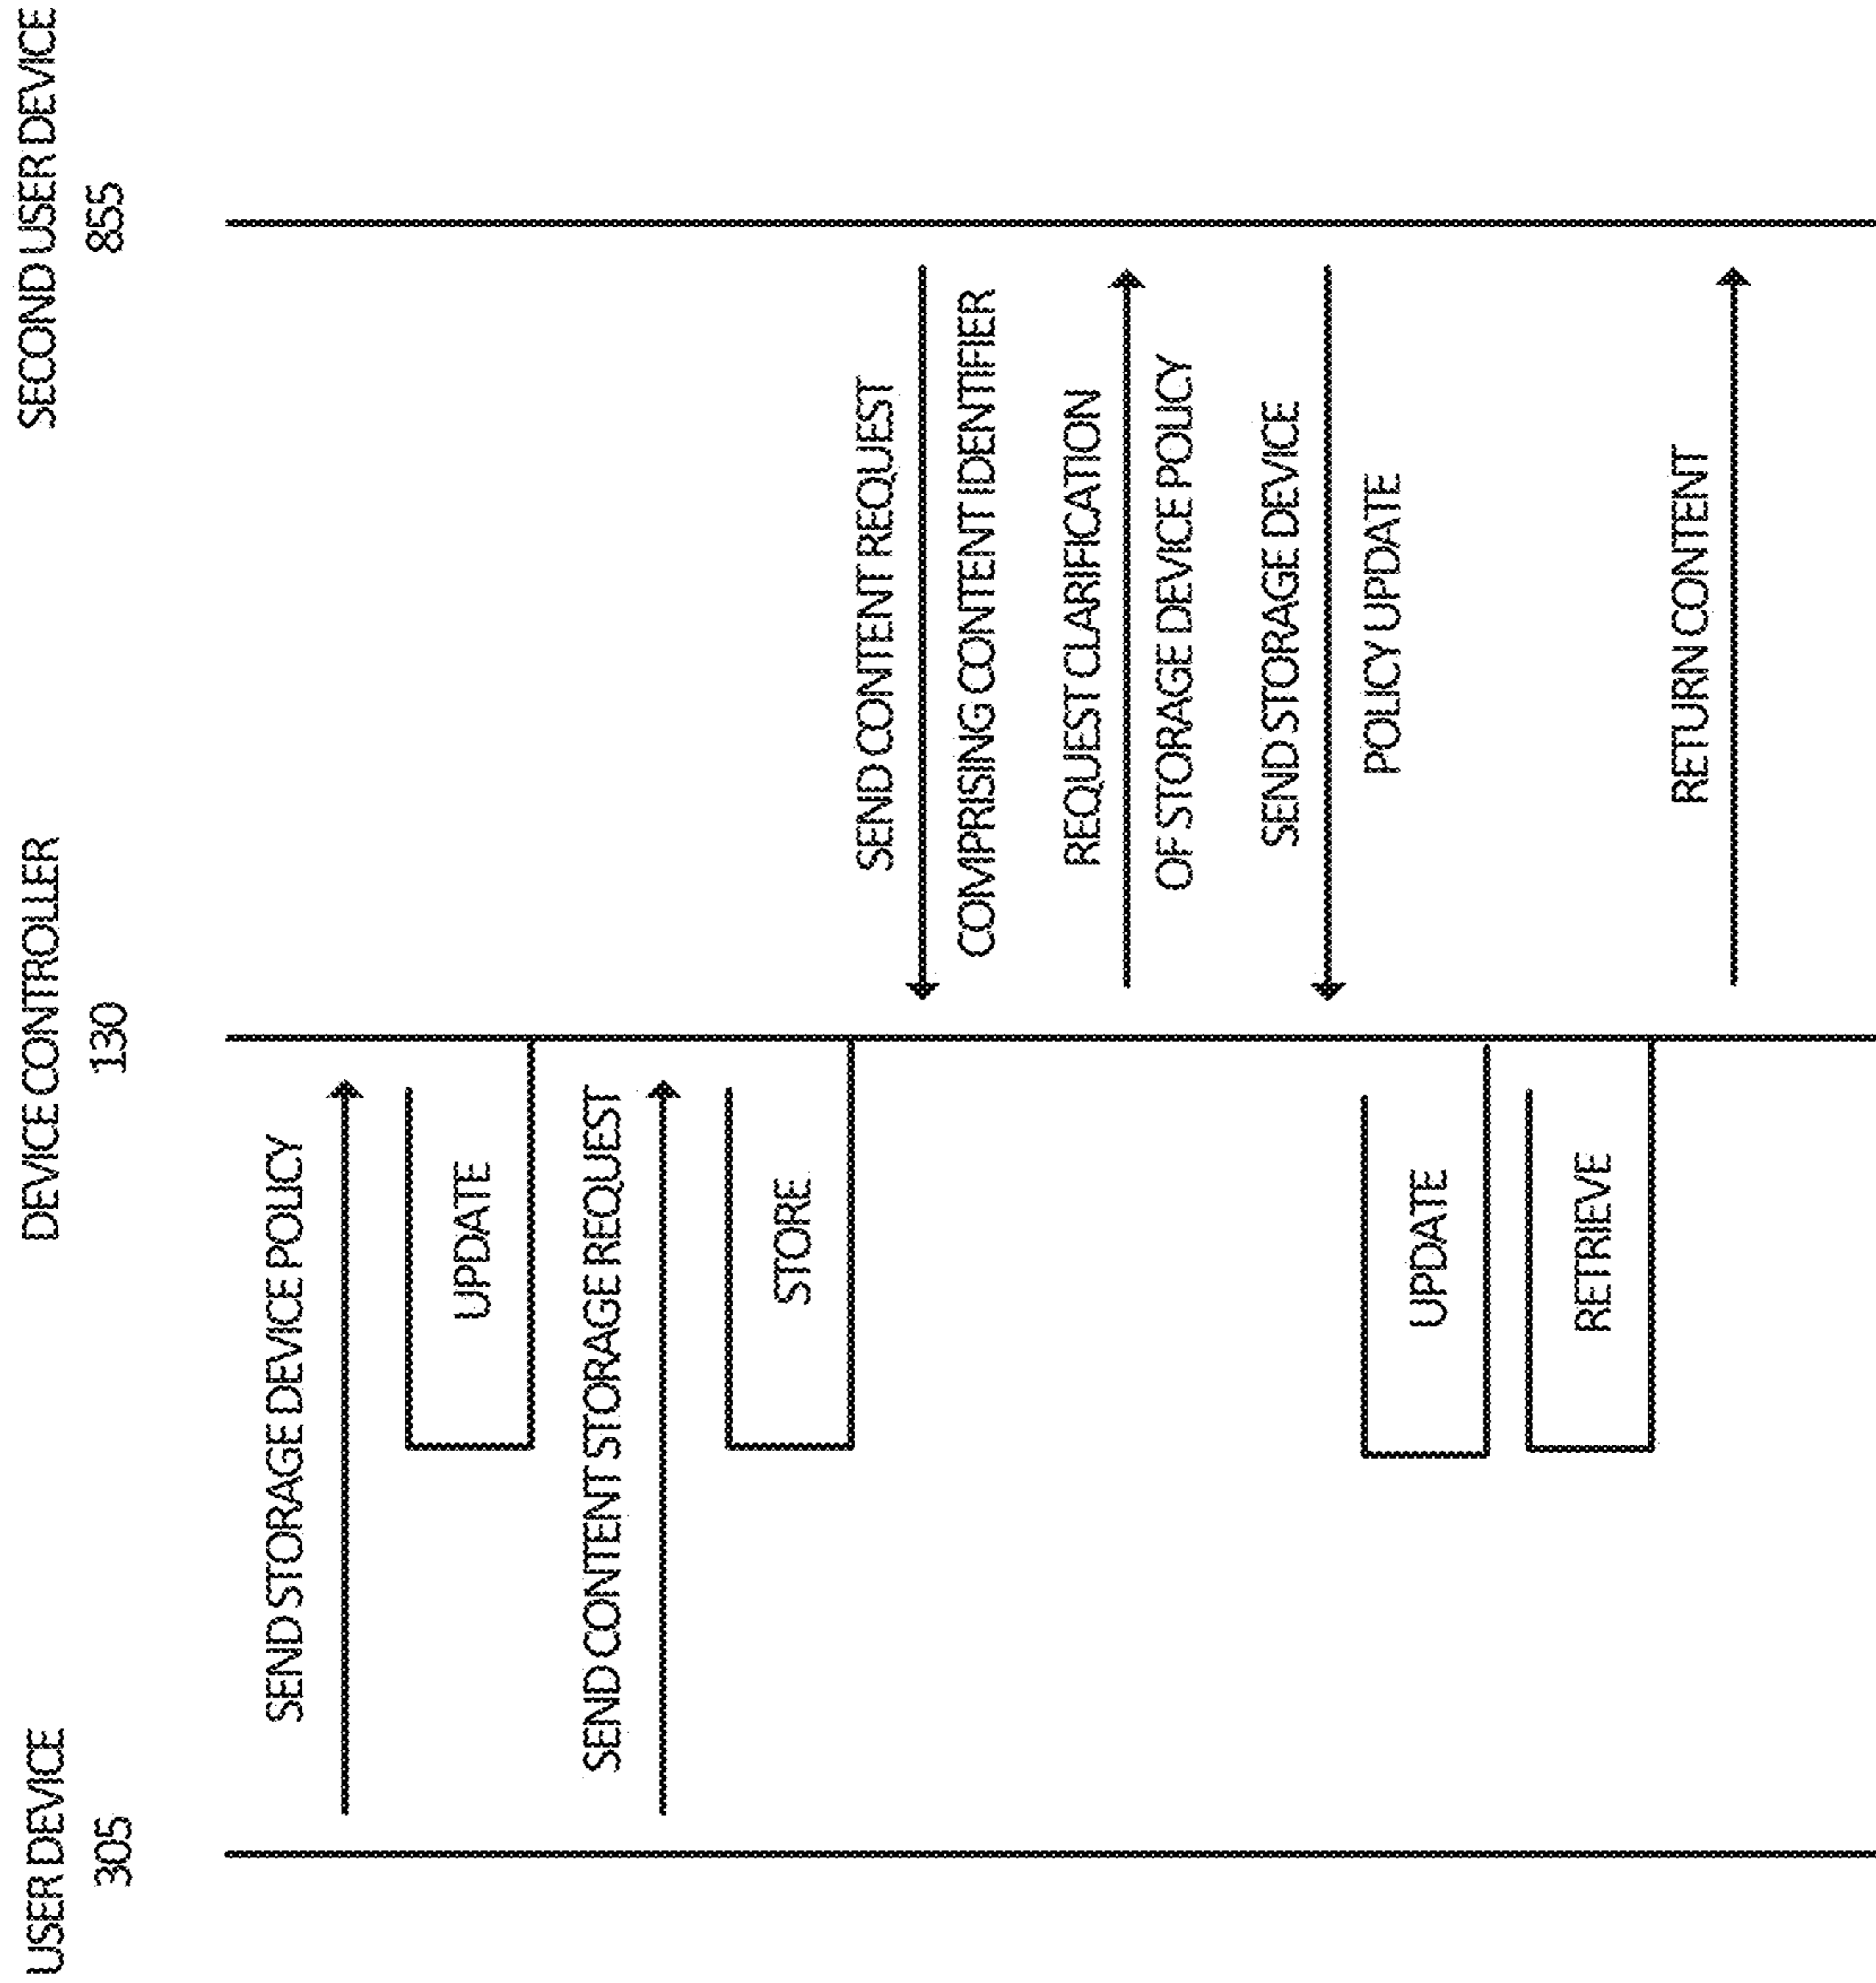 USER DEVICE
305
DEVICE CONTROLLER
130
SECOND USER DEVICE
855
SEND STORAGE DEVICE POLICY
UPDATE
SEND CONTENT STORAGE REQUEST
STORE
SEND CONTENT REQUEST
COMPRISING CONTENT IDENTIFIER
REQUEST CLARIFICATION
OF STORAGE DEVICE POLICY
SEND STORAGE DEVICE
POLICY UPDATE
UPDATE
RETRIEVE
RETURN CONTENT